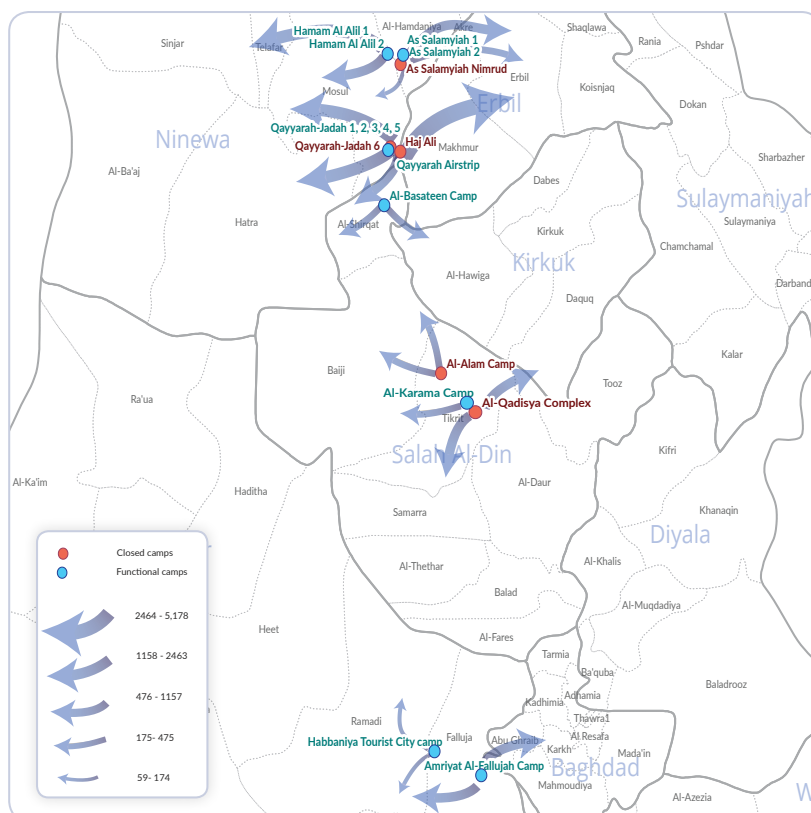 Hamam Al Alil 1
Al-Hamdaniya
Akre
Shaqlawa
Rania
Pshdar
Sinjar
Telafar
Hamam Al Alil 2
As Salamyiah 1
As Salamyiah 2
As Salamyiah Nimrud
Erbil
Koisnjaq
Mosul
Erbil
Dokan
Ninewa
Qayyarah-Jadah 1, 2, 3, 4, 5
Qayyarah-Jadah 6
Haj Ali
Makhmur
Sharbazher
Qayyarah Airstrip
Al-Ba'aj
Dabes
Al-Basateen Camp
Sulaymaniyah
Hatra
Al-Shirqat
Kirkuk
Sulaymaniya
Chamchamal
Kirkuk
Al-Hawiga
Darband
Daquq
Baiji
Al-Alam Camp
Kalar
Tooz
Ra'ua
Al-Karama Camp
Al-Qadisya Complex
Tikrit
Salah Al-Din
Kifri
Al-Ka'im
Haditha
Al-Daur
Samarra
Khanaqin
Diyala
Closed camps
Functional camps
Al-Thethar
Al-Khalis
Balad
Al-Muqdadiya
2464 - 5,178
Heet
Al-Fares
1158 - 2463
Tarmia
Ba'quba
Baladrooz
476 - 1157
Kadhimia
Adhamia
Thawra1
Ramadi
175- 475
Habbaniya Tourist City camp
Falluja
Abu Ghraib
Al Resafa
Karkh
Mada'in
Amriyat Al-Fallujah Camp
Baghdad
59- 174
Mahmoudiya
Al-Azezia
W